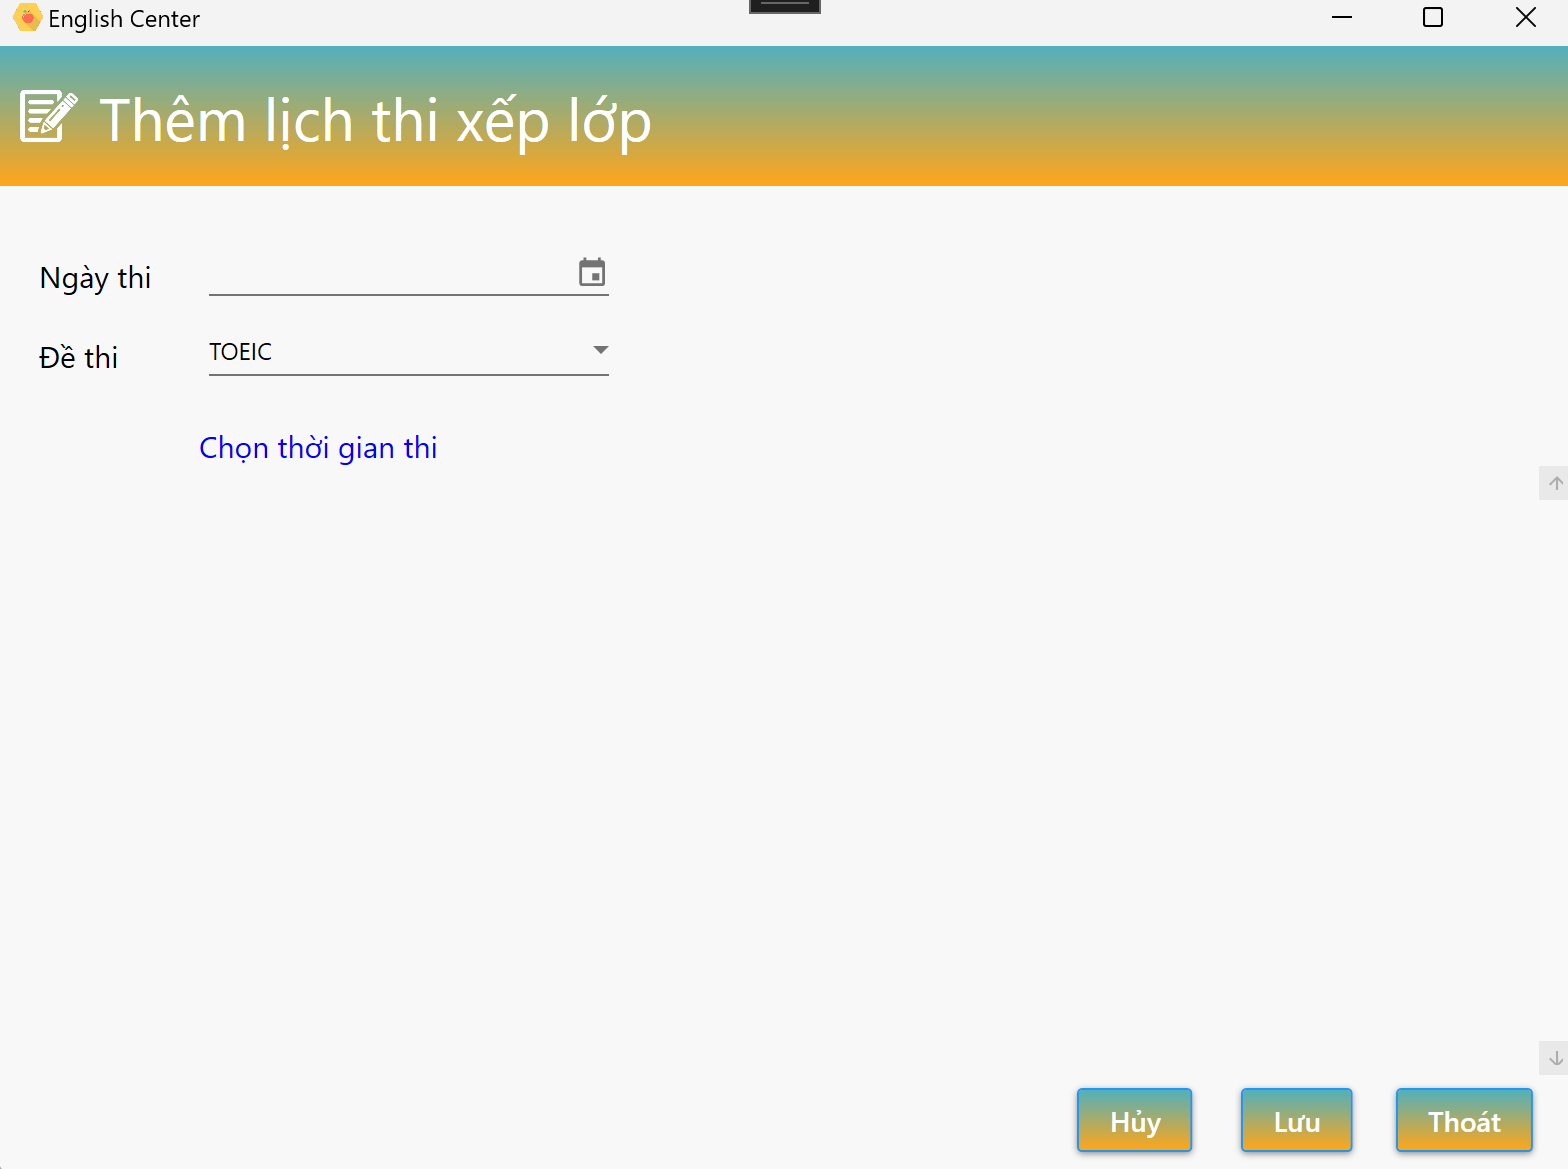 English Center
Thêm lịch thi xếp lớp
Ngày thi
Đề thi TOEIC
Chọn thời gian thi
Hủy Lưu Thoát